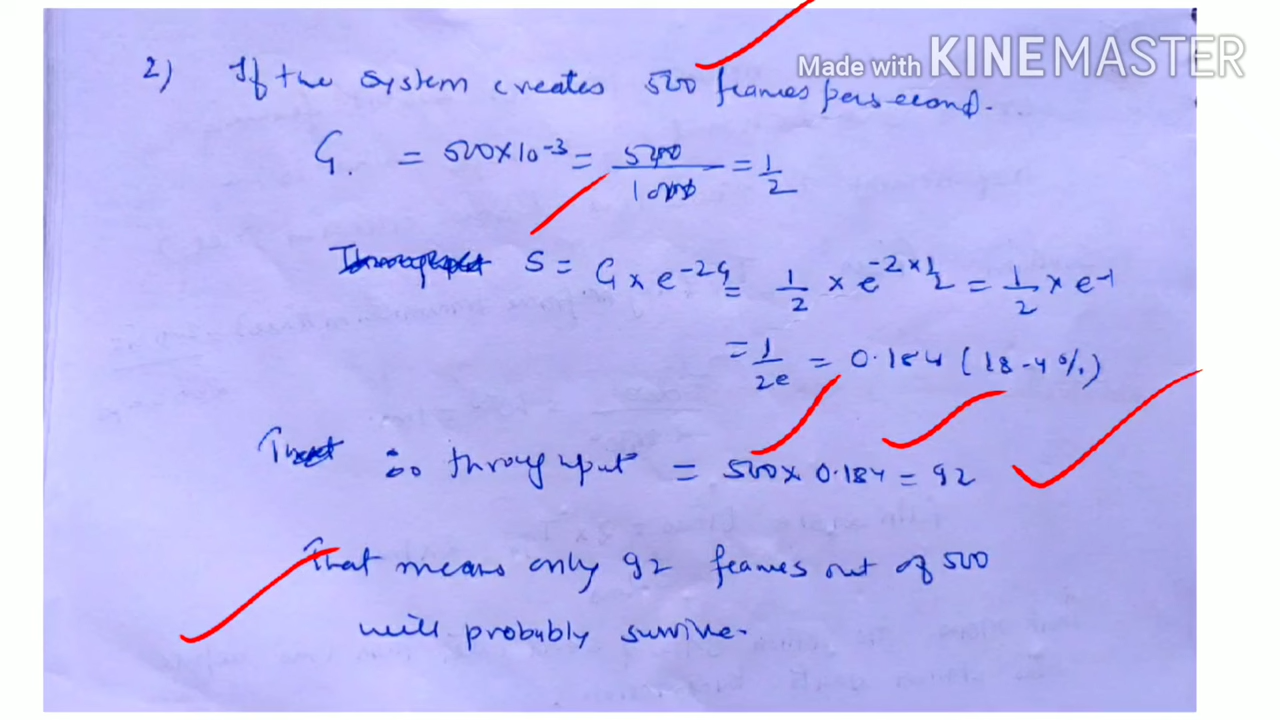 Made with KINEMASTER
2) If the system creates 500 frames per second.
G = 500×10⁻³ = 500/1000 = 1/2
S = G × e^-2G = 1/2 × e^-2×1/2 = 1/2 × e^-1
= 1/2e = 0.184 (18.4%)
∴ throughput = 500× 0.184 = 92
That means only 92 frames out of 500
will probably survive.